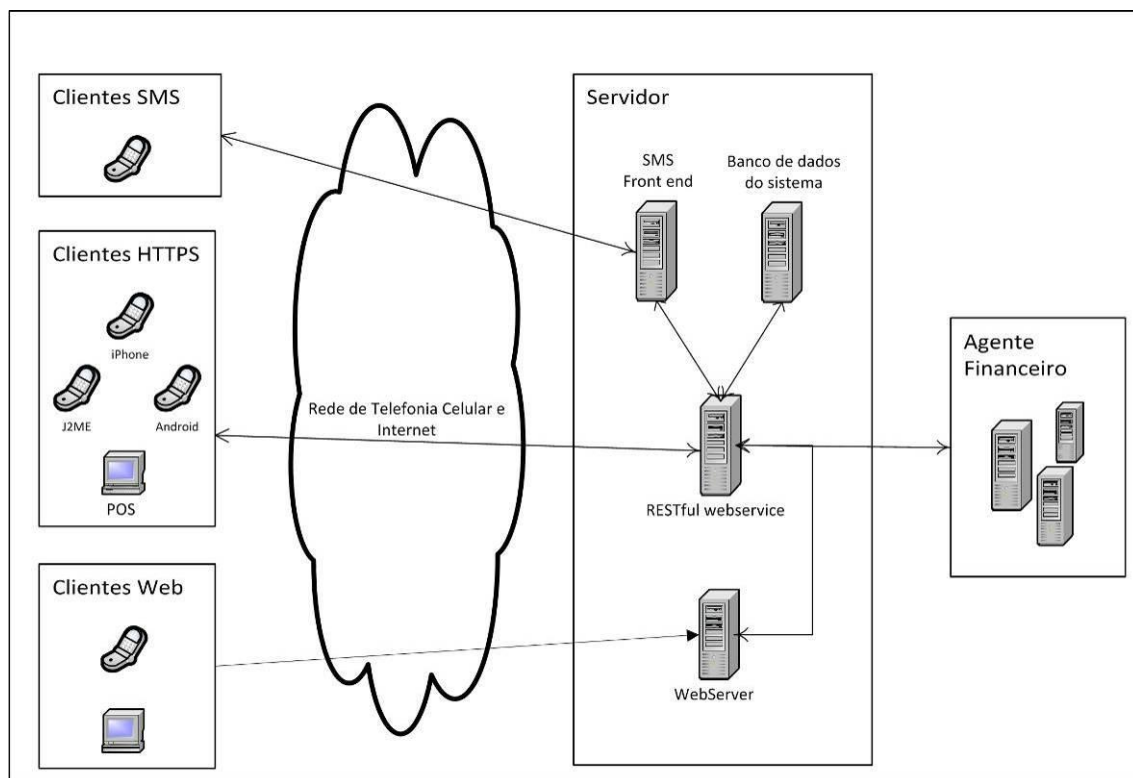 Clientes SMS
Clientes HTTPS
iPhone
J2ME
Android
POS
Clientes Web
Rede de Telefonia Celular e
Internet
Servidor
SMS
Front end
Banco de dados
do sistema
RESTful webservice
WebServer
Agente
Financeiro